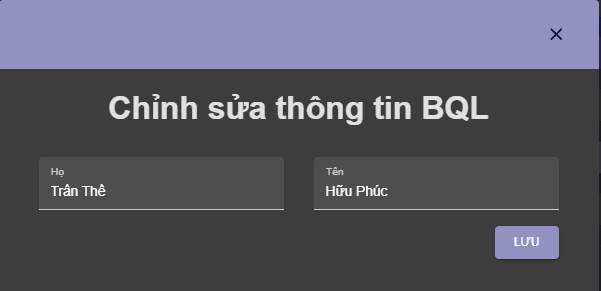 Chỉnh sửa thông tin BQL
Họ
Tên
Trần Thế
Hữu Phúc
LƯU